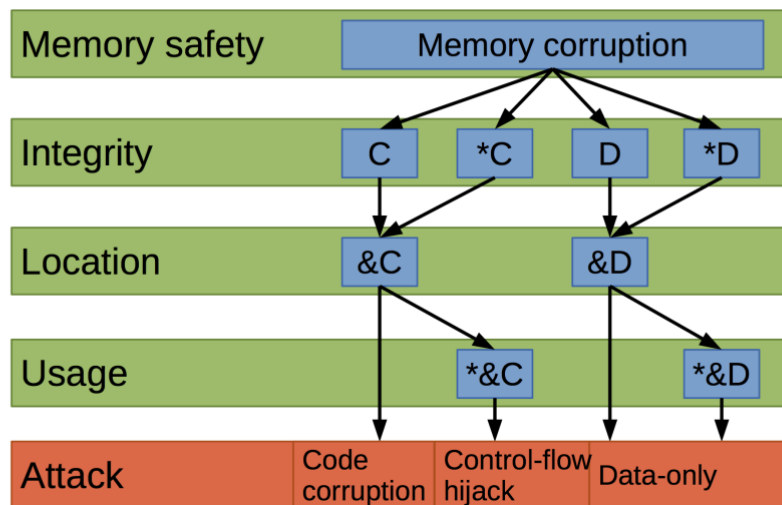 Memory safety
Memory corruption
Integrity
C
*C
D
*D
Location
&C
&D
Usage
*&C
*&D
Attack
Code
corruption
Control-flow
hijack
Data-only